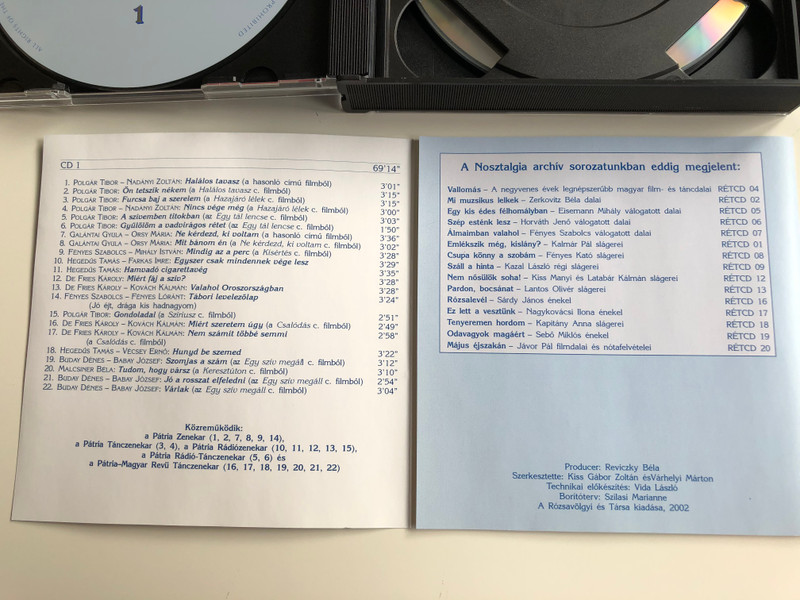 1
CD 1 69'14"
1. POLGÁR TIBOR – NADÁNYI ZOLTÁN: Halálos tavasz (a hasonló című filmből) 3'01"
2. POLGÁR TIBOR: Ön tetszik nékem (a Halálos tavasz c. filmből) 3'15"
3. POLGÁR TIBOR: Furcsa baj a szerelem (a Hazajáró lélek c. filmből) 3'15"
4. POLGÁR TIBOR – NADÁNYI ZOLTÁN: Nincs vége még (a Hazajáró lélek c. filmből) 3'00"
5. POLGÁR TIBOR: A szívemben titokban (az Egy tál lencse c. filmből) 3'03"
6. POLGÁR TIBOR: Gyűlölöm a vadvirágos rétet (az Egy tál lencse c. filmből) 1'50"
7. GALÁNTAI GYULA – ORSY MÁRIA: Ne kérdezd, ki voltam (a hasonló című filmből) 3'36"
8. GALÁNTAI GYULA – ORSY MÁRIA: Mit bánom én (a Ne kérdezd, ki voltam c. filmből) 3'02"
9. FÉNYES SZABOLCS – MIHÁLY ISTVÁN: Mindig az a perc (a Kísértés c. filmből) 3'28"
10. HEGEDŰS TAMÁS – FARKAS IMRE: Egyszer csak mindennek vége lesz 3'29"
11. HEGEDŰS TAMÁS: Hamvadó cigarettavég 3'35"
12. DE FRIES KÁROLY: Miért fáj a szív? 3'28"
13. DE FRIES KÁROLY – KOVÁCH KÁLMÁN: Valahol Oroszországban 3'28"
14. FÉNYES SZABOLCS – FÉNYES LÓRÁNT: Tábori levelezőlap 3'24"
(Jó éjt, drága kis hadnagyom)
15. POLGÁR TIBOR: Gondoladal (a Szíriusz c. filmből) 2'51"
16. DE FRIES KÁROLY – KOVÁCH KÁLMÁN: Miért szeretem úgy (a Csalódás c. filmből) 2'49"
17. DE FRIES KÁROLY – KOVÁCH KÁLMÁN: Nem számít többé semmi 2'58"
(a Csalódás c. filmből)
18. HEGEDŰS TAMÁS – VÉCSEY ERNŐ: Hunyd be szemed 3'22"
19. BUDAY DÉNES – BABAY JÓZSEF: Szomjas a szám (az Egy szív megáll c. filmből) 3'12"
20. MALCSINER BÉLA: Tudom, hogy vársz (a Keresztúton c. filmből) 3'10"
21. BUDAY DÉNES – BABAY JÓZSEF: Jó a rosszat elfeledni (az Egy szív megáll c. filmből) 2'54"
22. BUDAY DÉNES – BABAY JÓZSEF: Várlak (az Egy szív megáll c. filmből) 3'04"
Közreműködik:
a Pátria Zenekar (1, 2, 7, 8, 9, 14),
a Pátria Tánczenekar (3, 4), a Pátria Rádiózenekar (10, 11, 12, 13, 15),
a Pátria Rádió-Tánczenekar (5, 6) és
a Pátria-Magyar Revű Tánczenekar (16, 17, 18, 19, 20, 21, 22)
A Nosztalgia archív sorozatunkban eddig megjelent:
Vallomás – A negyvenes évek legnépszerűbb magyar film- és táncdalai RÉTCD 04
Mi muzsikus lelkek – Zerkovitz Béla dalai RÉTCD 02
Egy kis édes félhomályban – Eisemann Mihály válogatott dalai RÉTCD 05
Szép esténk lesz – Horváth Jenő válogatott dalai RÉTCD 06
Álmaimban valahol – Fényes Szabolcs válogatott dalai RÉTCD 07
Emlékszik még, kislány? – Kalmár Pál slágerei RÉTCD 01
Csupa könny a szobám – Fényes Kató slágerei RÉTCD 08
Száll a hinta – Kazal László régi slágerei RÉTCD 09
Nem nősülök soha! – Kiss Manyi és Latabár Kálmán slágerei RÉTCD 12
Pardon, bocsánat – Lantos Olivér slágerei RÉTCD 13
Rózsalevél – Sárdy János énekel RÉTCD 16
Ez lett a vesztünk – Nagykovácsi Ilona énekel RÉTCD 17
Tenyeremen hordom – Kapitány Anna slágerei RÉTCD 18
Odavagyok magáért – Sebő Miklós énekel RÉTCD 19
Május éjszakán – Jávor Pál filmdalai és nótafelvételei RÉTCD 20
Producer: Reviczky Béla
Szerkesztette: Kiss Gábor Zoltán ésVárhelyi Márton
Technikai előkészítés: Vida László
Borítóterv: Szilasi Marianne
A Rózsavölgyi és Társa kiadása, 2002